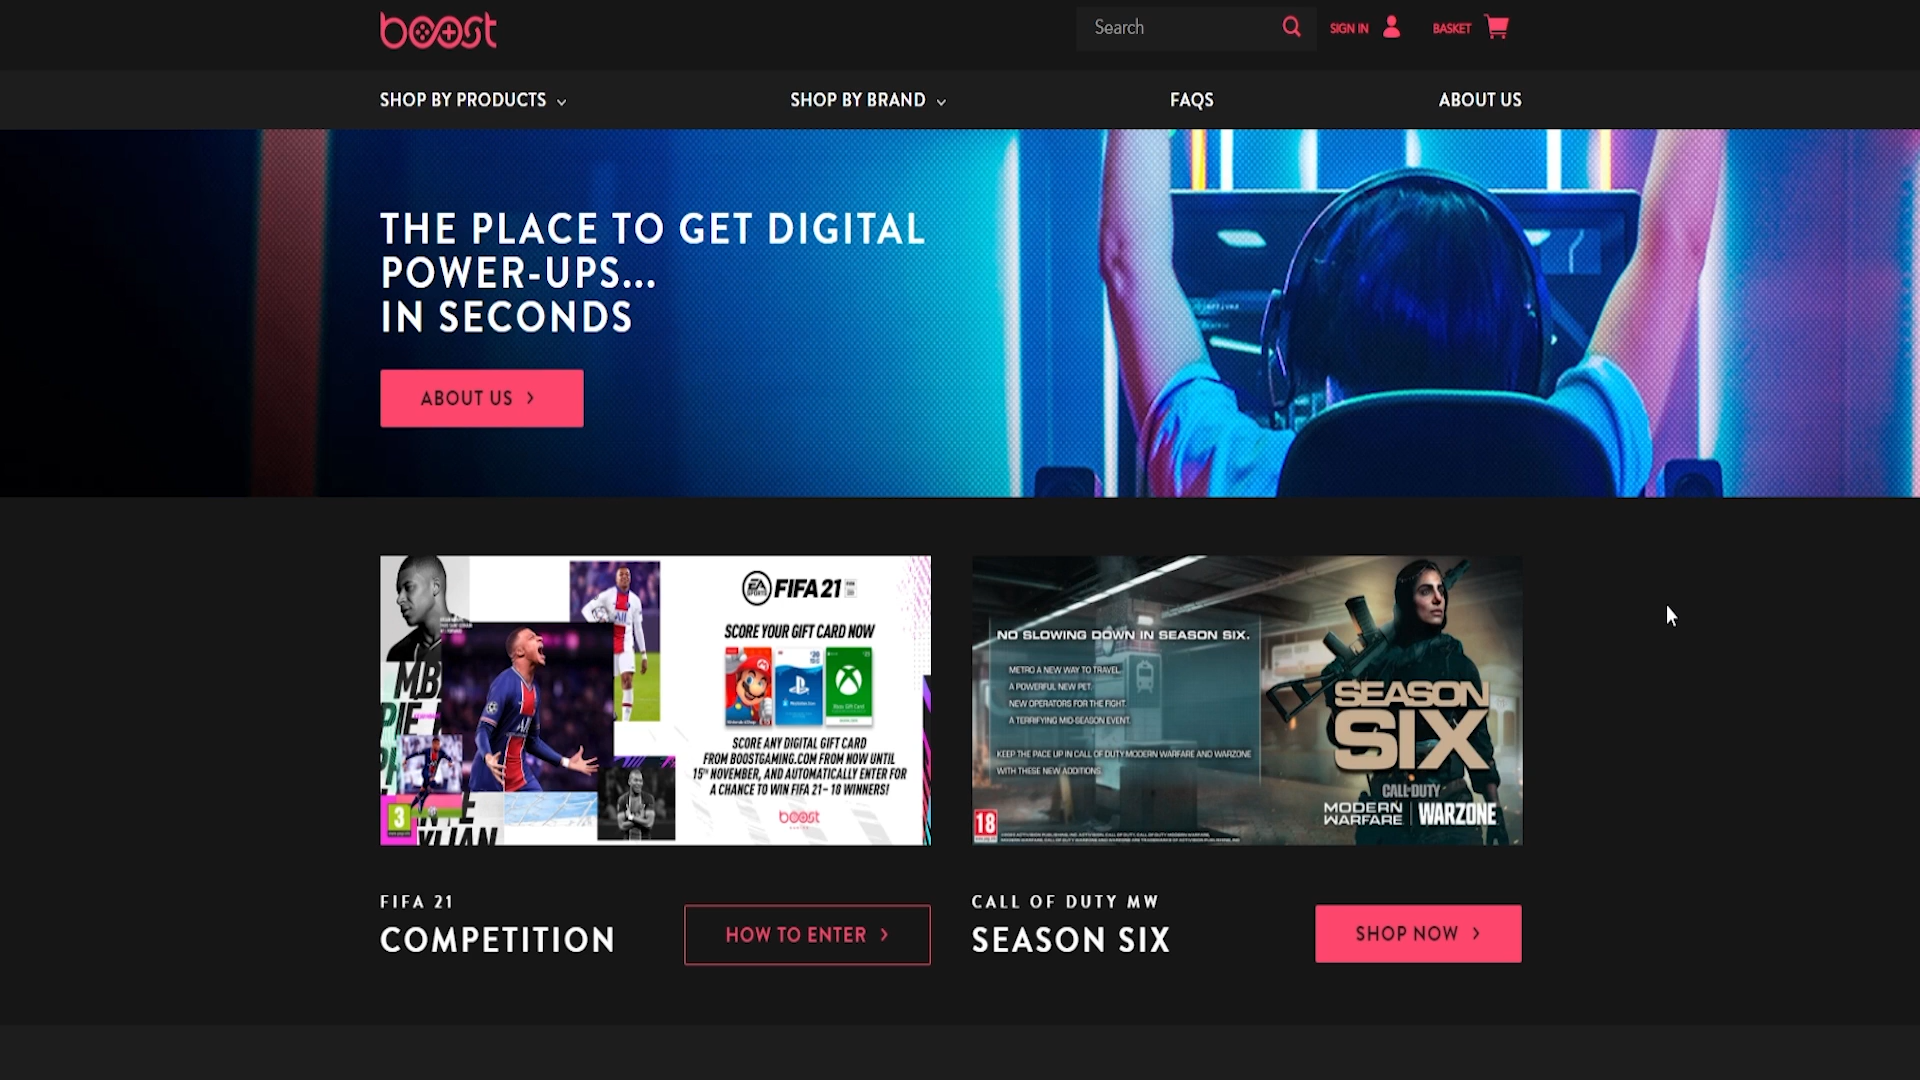 boost
Search
SIGN IN
BASKET
SHOP BY PRODUCTS
SHOP BY BRAND
FAQS
ABOUT US
THE PLACE TO GET DIGITAL
POWER-UPS...
IN SECONDS
ABOUT US
EA SPORTS FIFA 21
SCORE YOUR GIFT CARD NOW
SCORE ANY DIGITAL GIFT CARD
FROM BOOSTGAMING.COM FROM NOW UNTIL
15TH NOVEMBER, AND AUTOMATICALLY ENTER FOR
A CHANCE TO WIN FIFA 21– 10 WINNERS!
boost
3
NO SLOWING DOWN IN SEASON SIX.
METRO A NEW WAY TO TRAVEL.
A POWERFUL NEW PET.
NEW OPERATORS FOR THE FIGHT.
A TERRIFYING MID-SEASON EVENT.
KEEP THE PACE UP IN CALL OF DUTY MODERN WARFARE AND WARZONE
WITH THESE NEW ADDITIONS.
SEASON
SIX
CALL OF DUTY
MODERN
WARFARE
WARZONE
18
FIFA 21
COMPETITION
HOW TO ENTER
CALL OF DUTY MW
SEASON SIX
SHOP NOW